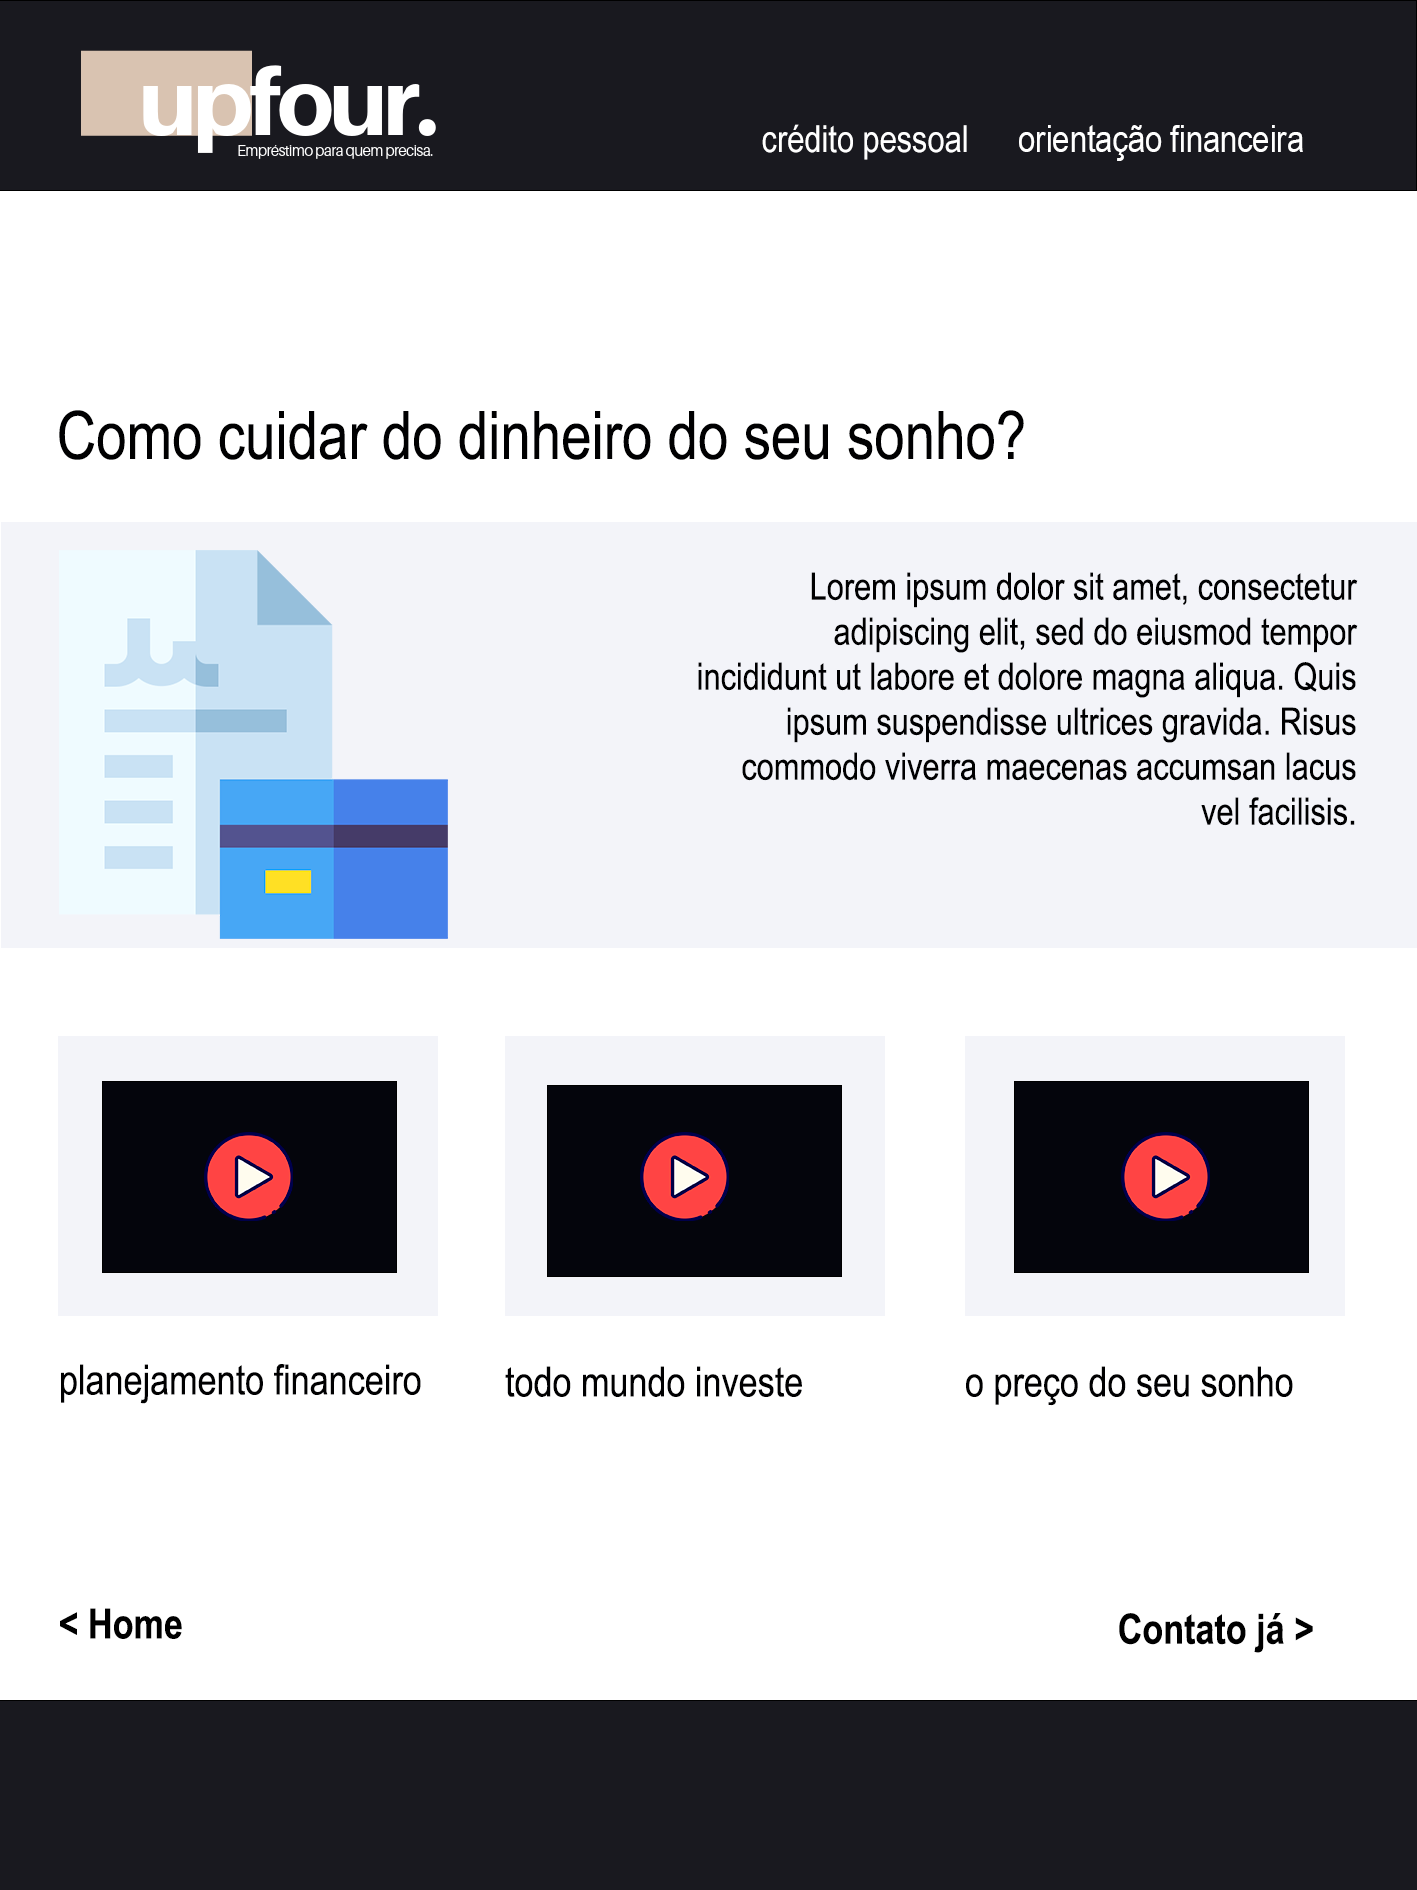 upfour.
Empréstimo para quem precisa.
crédito pessoal
orientação financeira
Como cuidar do dinheiro do seu sonho?
Lorem ipsum dolor sit amet, consectetur
adipiscing elit, sed do eiusmod tempor
incididunt ut labore et dolore magna aliqua. Quis
ipsum suspendisse ultrices gravida. Risus
commodo viverra maecenas accumsan lacus
vel facilisis.
planejamento financeiro
todo mundo investe
o preço do seu sonho
< Home
Contato já >